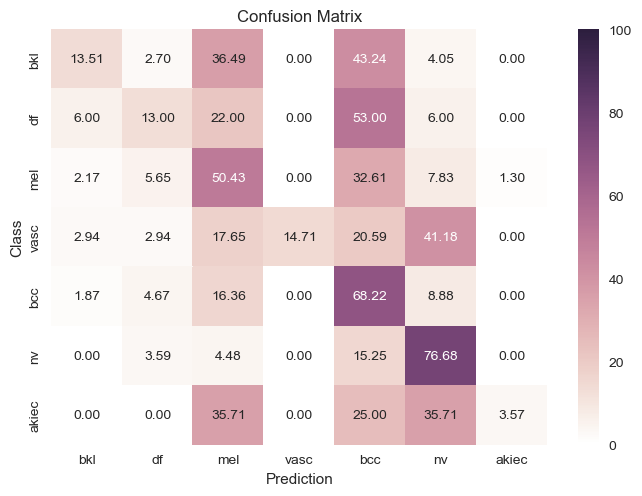 Confusion Matrix
bkl 13.51 2.70 36.49 0.00 43.24 4.05 0.00
df 6.00 13.00 22.00 0.00 53.00 6.00 0.00
mel 2.17 5.65 50.43 0.00 32.61 7.83 1.30
vasc 2.94 2.94 17.65 14.71 20.59 41.18 0.00
bcc 1.87 4.67 16.36 0.00 68.22 8.88 0.00
nv 0.00 3.59 4.48 0.00 15.25 76.68 0.00
akiec 0.00 0.00 35.71 0.00 25.00 35.71 3.57
Class
bkl df mel vasc bcc nv akiec
Prediction
100
80
60
40
20
0